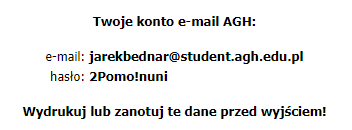 Twoje konto e-mail AGH:
e-mail: jarekbednar@student.agh.edu.pl
hasło: 2Pomo!nuni
Wydrukuj lub zanotuj te dane przed wyjściem!